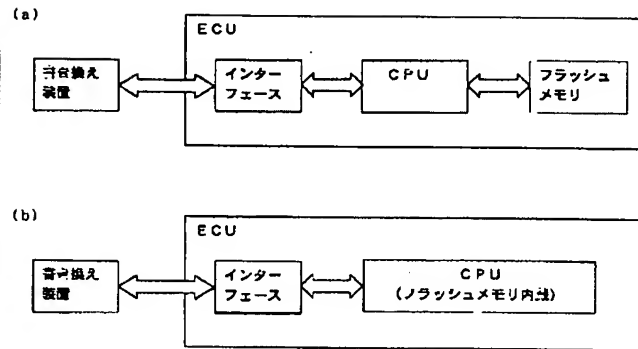 (a)
ECU
書き換え
装置
インター
フェース
CPU
フラッシュ
メモリ
(b)
ECU
書き換え
装置
インター
フェース
CPU
(フラッシュメモリ内蔵)